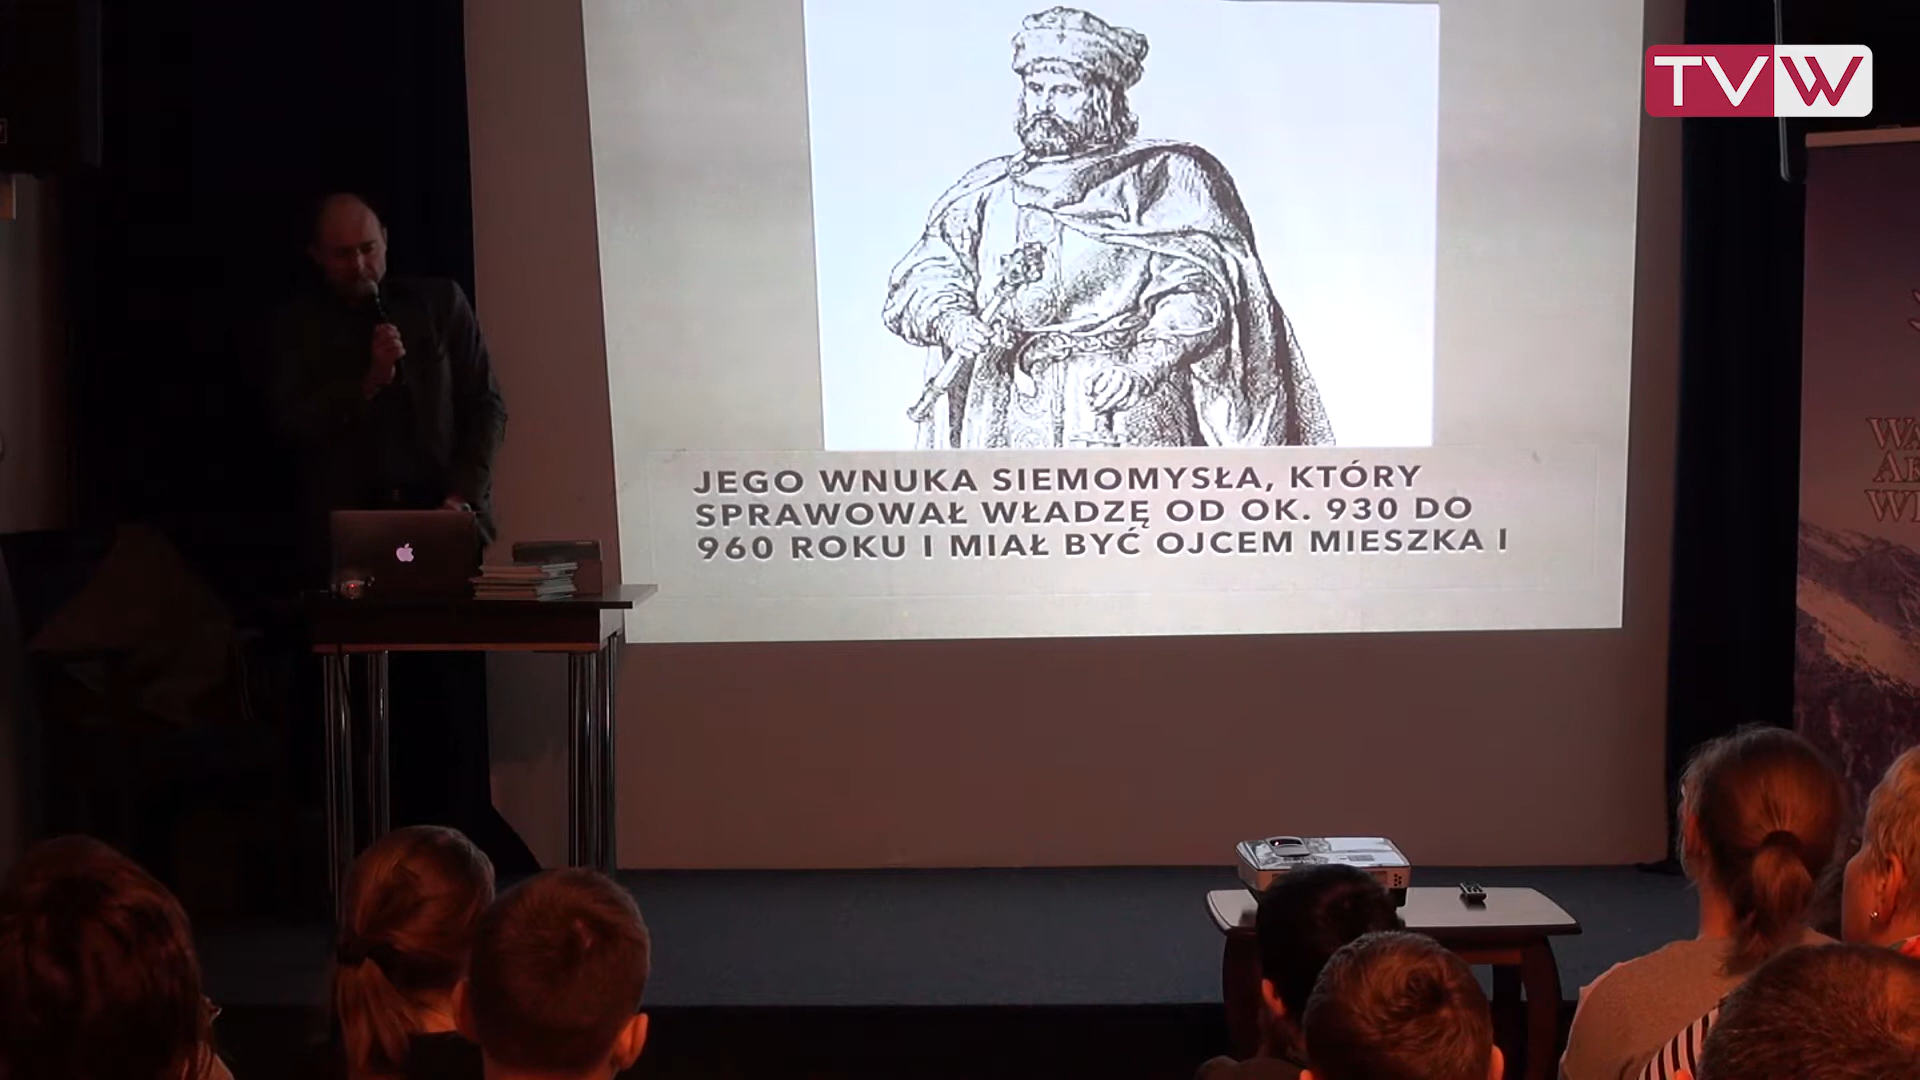 TVW
JEGO WNUKA SIEMOMYSŁA, KTÓRY
SPRAWOWAŁ WŁADZĘ OD OK. 930 DO
960 ROKU I MIAŁ BYĆ OJCEM MIESZKA I